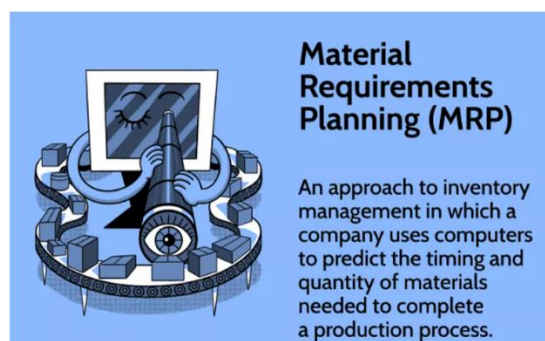 Material
Requirements
Planning (MRP)
An approach to inventory
management in which a
company uses computers
to predict the timing and
quantity of materials
needed to complete
a production process.